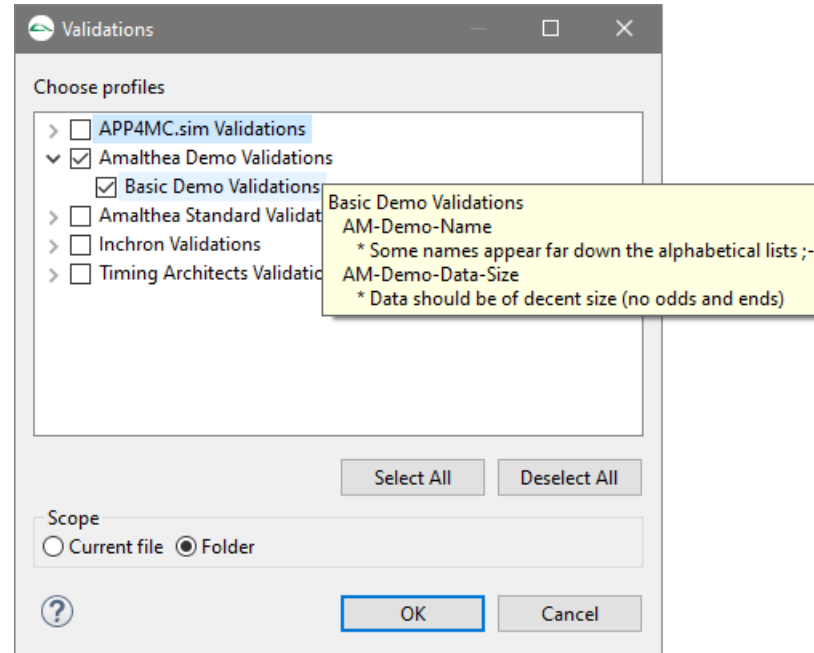 Validations
Choose profiles
APP4MC.sim Validations
Amalthea Demo Validations
Basic Demo Validations
Amalthea Standard Validat
Inchron Validations
Timing Architects Validatic
Basic Demo Validations
AM-Demo-Name
* Some names appear far down the alphabetical lists ;-
AM-Demo-Data-Size
* Data should be of decent size (no odds and ends)
Select All
Deselect All
Scope
Current file
Folder
?
OK
Cancel